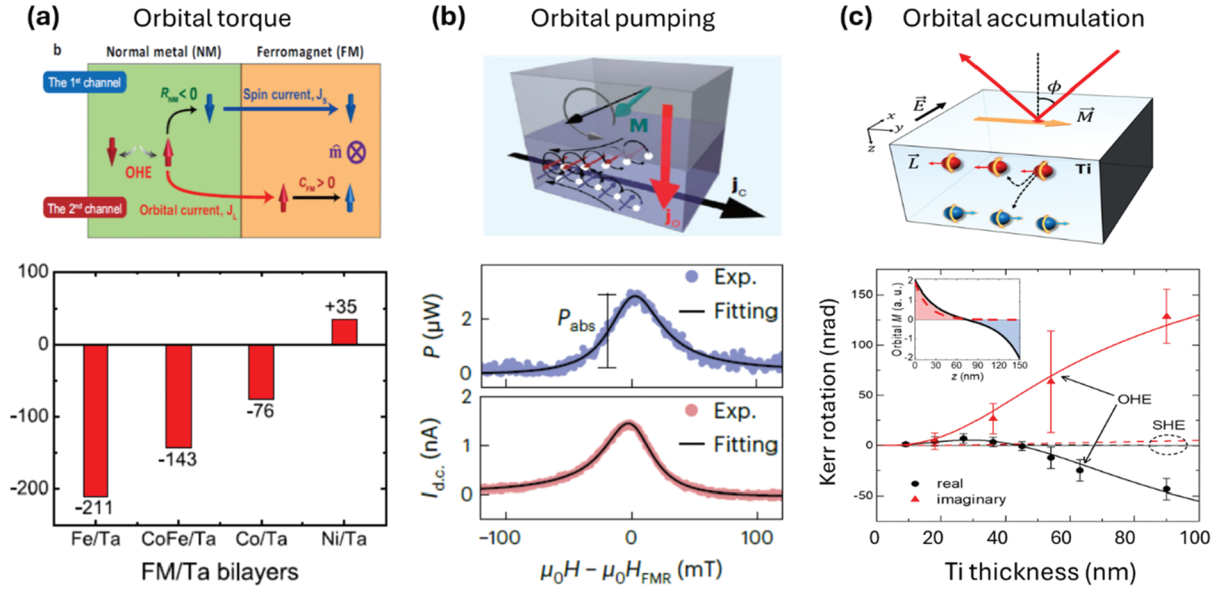 (a) Orbital torque
b Normal metal (NM) Ferromagnet (FM)
The 1st channel
R_NM < 0
Spin current, J_S
OHE
m̂
C_FM > 0
The 2nd channel
Orbital current, J_L
100
0
-100
-200
-211
-143
-76
+35
Fe/Ta CoFe/Ta Co/Ta Ni/Ta
FM/Ta bilayers
(b) Orbital pumping
M
j_C
j_O
P (μW)
2
0
P_abs
Exp.
Fitting
I_d.c. (nA)
2
1
0
Exp.
Fitting
-100 0 100
μ₀H − μ₀H_FMR (mT)
(c) Orbital accumulation
ϕ
E
M
x
y
z
L
Ti
Kerr rotation (nrad)
150
100
50
0
-50
Orbital M (a. u.)
2
1
0
-1
-2
0 30 60 90 120 150
z (nm)
OHE
SHE
real
imaginary
0 20 40 60 80 100
Ti thickness (nm)